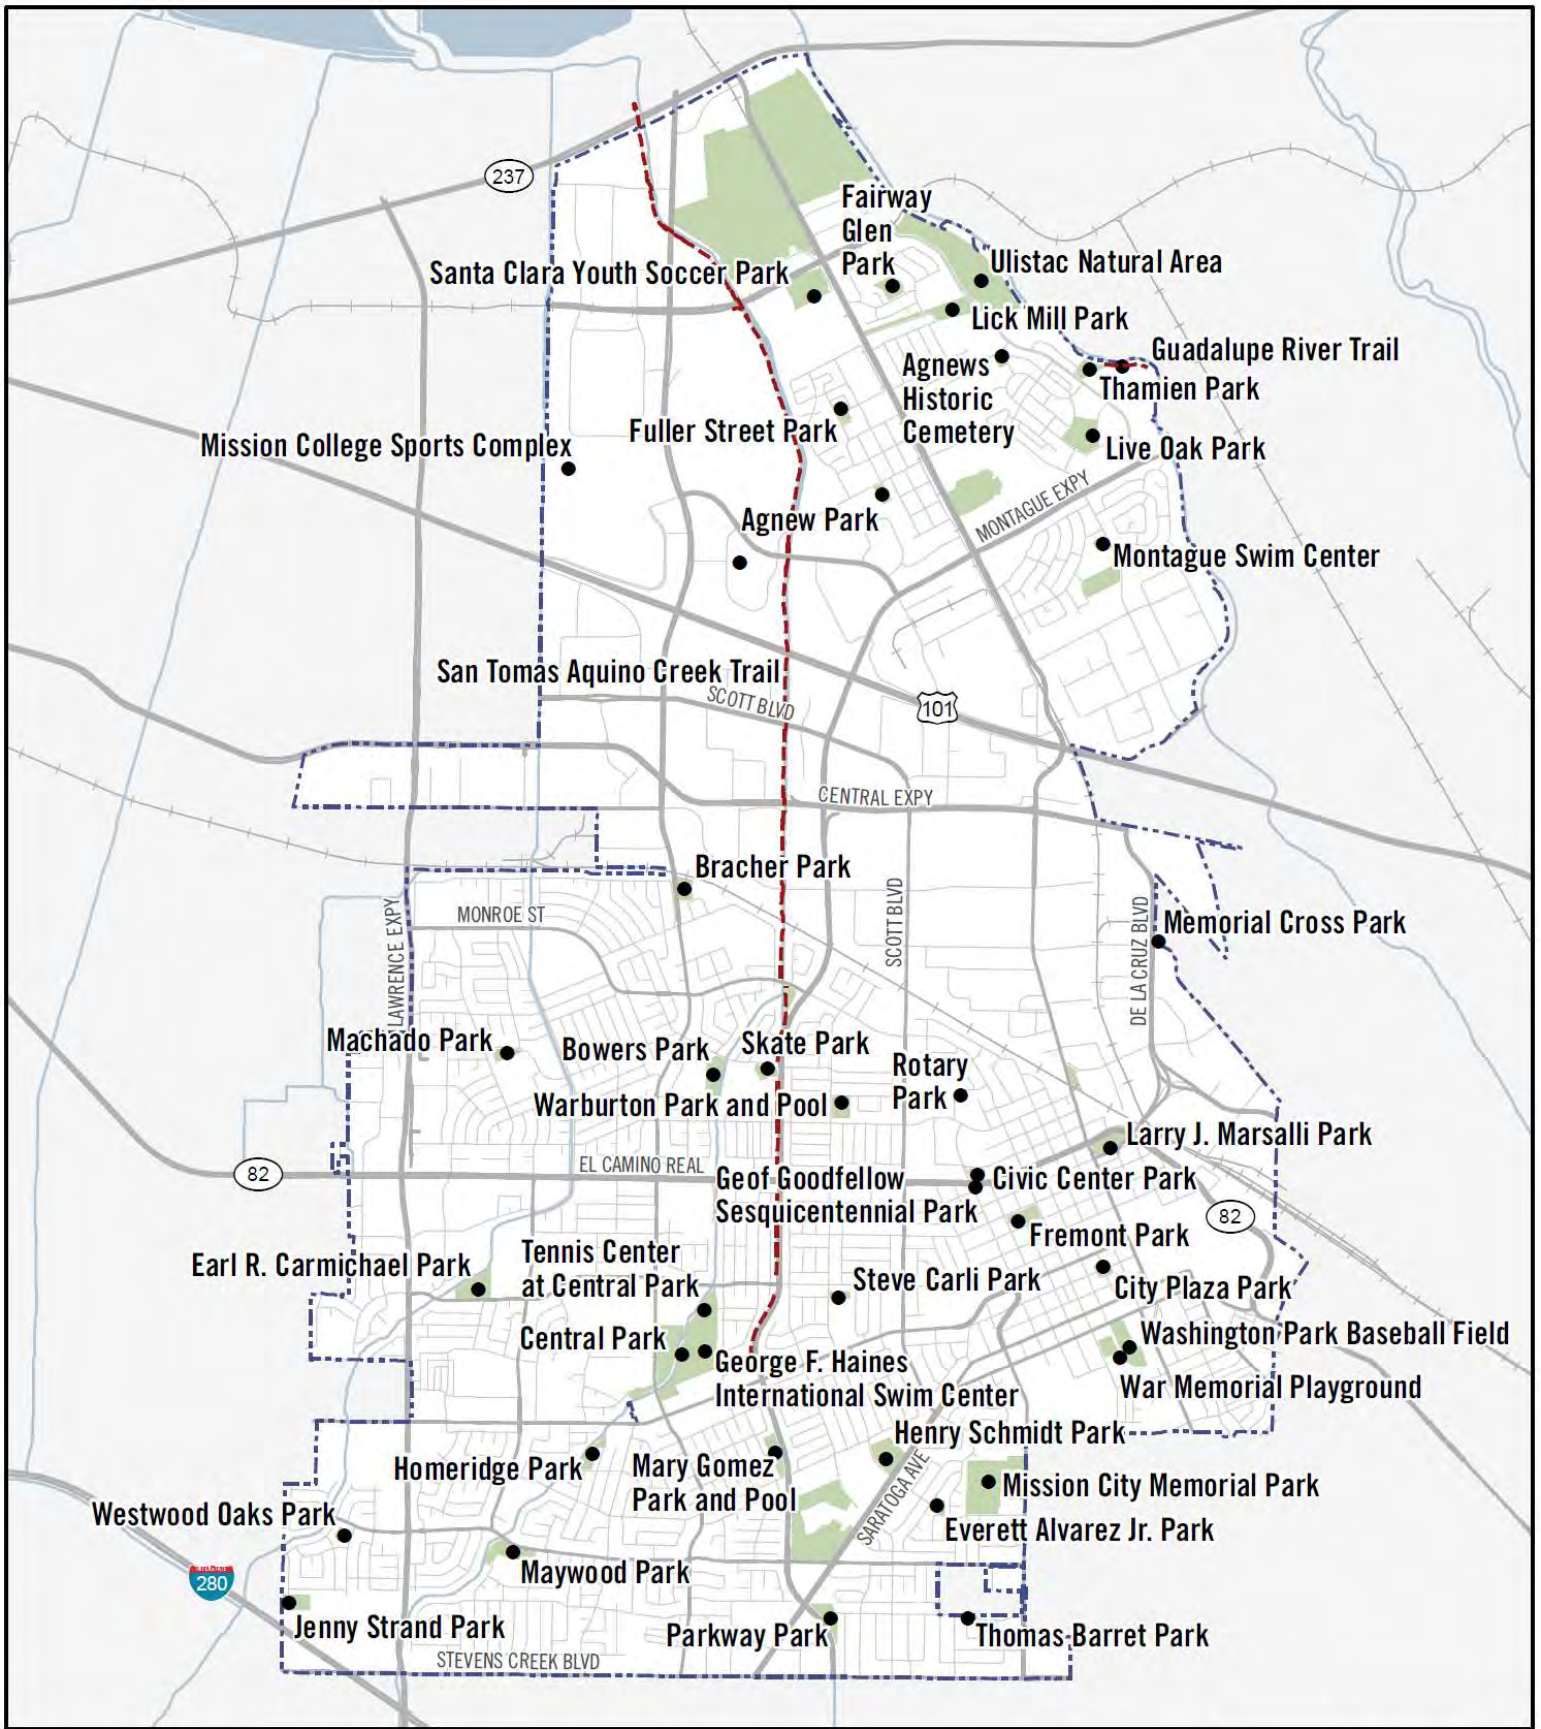 237
Fairway
Glen
Park
Santa Clara Youth Soccer Park
Ulistac Natural Area
Lick Mill Park
Guadalupe River Trail
Agnews
Historic
Cemetery
Thamien Park
Fuller Street Park
Mission College Sports Complex
Live Oak Park
MONTAGUE EXPY
Agnew Park
Montague Swim Center
San Tomas Aquino Creek Trail
SCOTT BLVD
101
CENTRAL EXPY
Bracher Park
MONROE ST
LAWRENCE EXPY
SCOTT BLVD
DE LA CRUZ BLVD
Memorial Cross Park
Machado Park
Bowers Park
Skate Park
Rotary
Park
Warburton Park and Pool
Larry J. Marsalli Park
82
EL CAMINO REAL
Geof Goodfellow
Sesquicentennial Park
Civic Center Park
82
Fremont Park
Earl R. Carmichael Park
Tennis Center
at Central Park
Steve Carli Park
City Plaza Park
Central Park
Washington Park Baseball Field
George F. Haines
International Swim Center
War Memorial Playground
Henry Schmidt Park
Homeridge Park
Mary Gomez
Park and Pool
SARATOGA AVE
Mission City Memorial Park
Westwood Oaks Park
Everett Alvarez Jr. Park
280
Maywood Park
Jenny Strand Park
Parkway Park
Thomas Barret Park
STEVENS CREEK BLVD